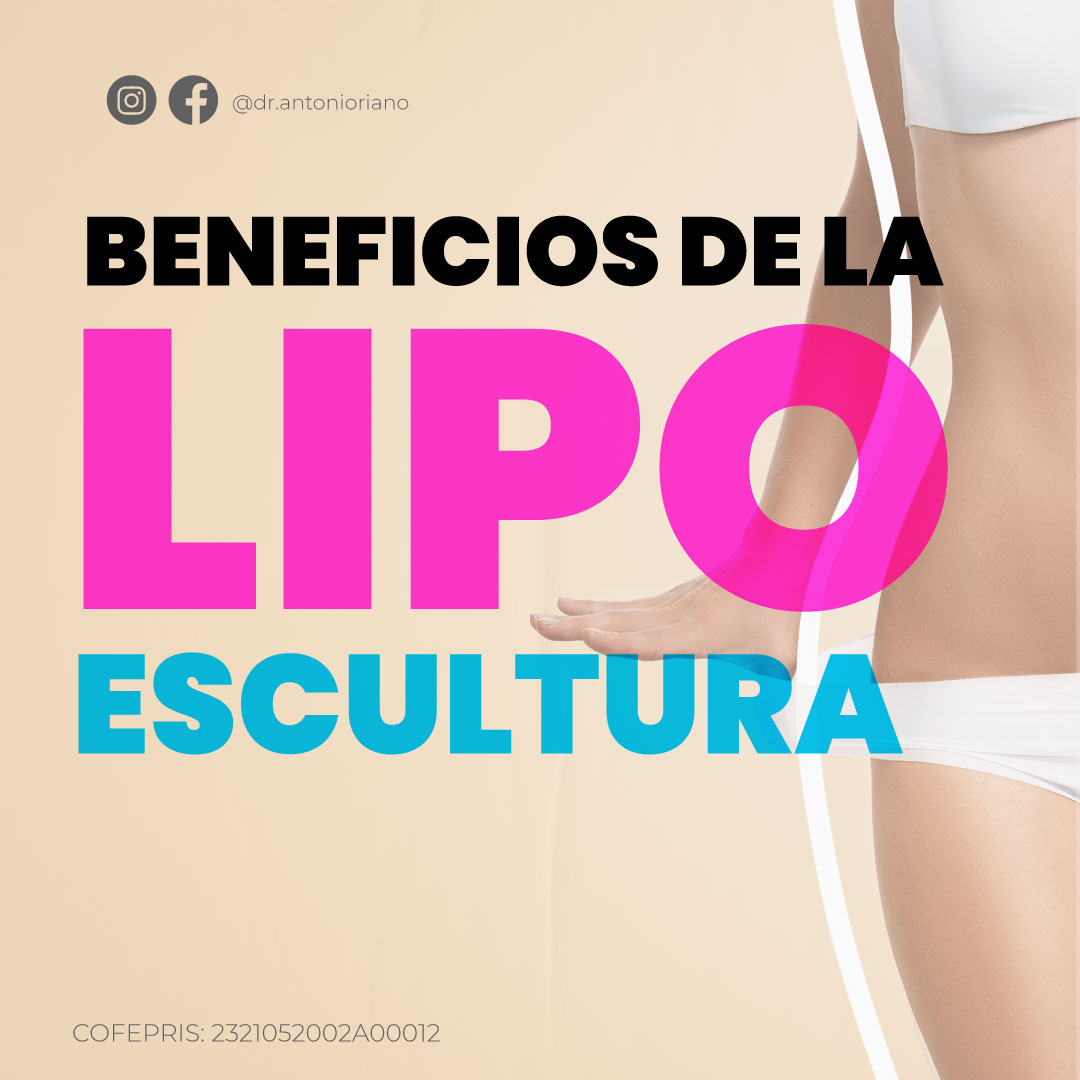 @dr.antonioriano
BENEFICIOS DE LA
LIPO
ESCULTURA
COFEPRIS: 2321052002A00012